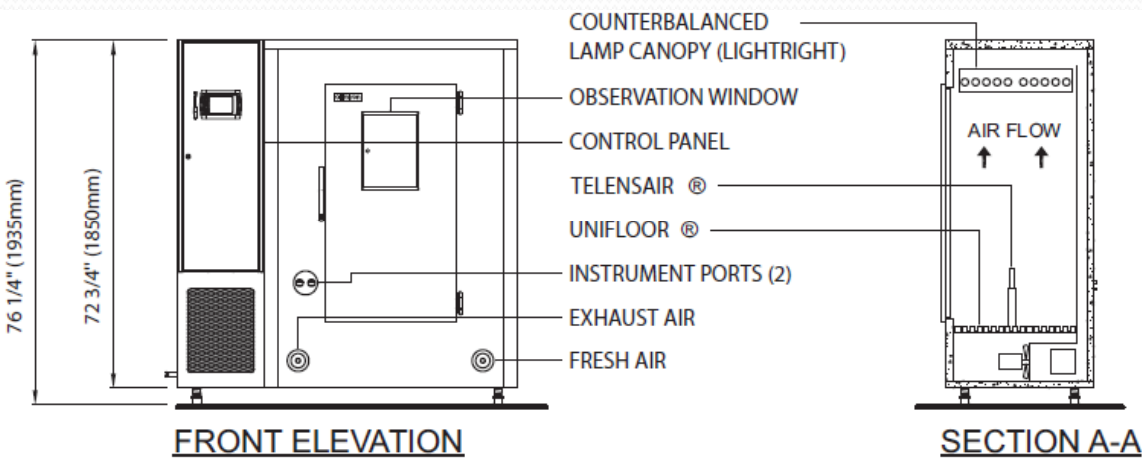 COUNTERBALANCED
LAMP CANOPY (LIGHTRIGHT)
OBSERVATION WINDOW
CONTROL PANEL
TELENSAIR ®
UNIFLOOR ®
INSTRUMENT PORTS (2)
EXHAUST AIR
FRESH AIR
76 1/4" (1935mm)
72 3/4" (1850mm)
AIR FLOW
FRONT ELEVATION
SECTION A-A